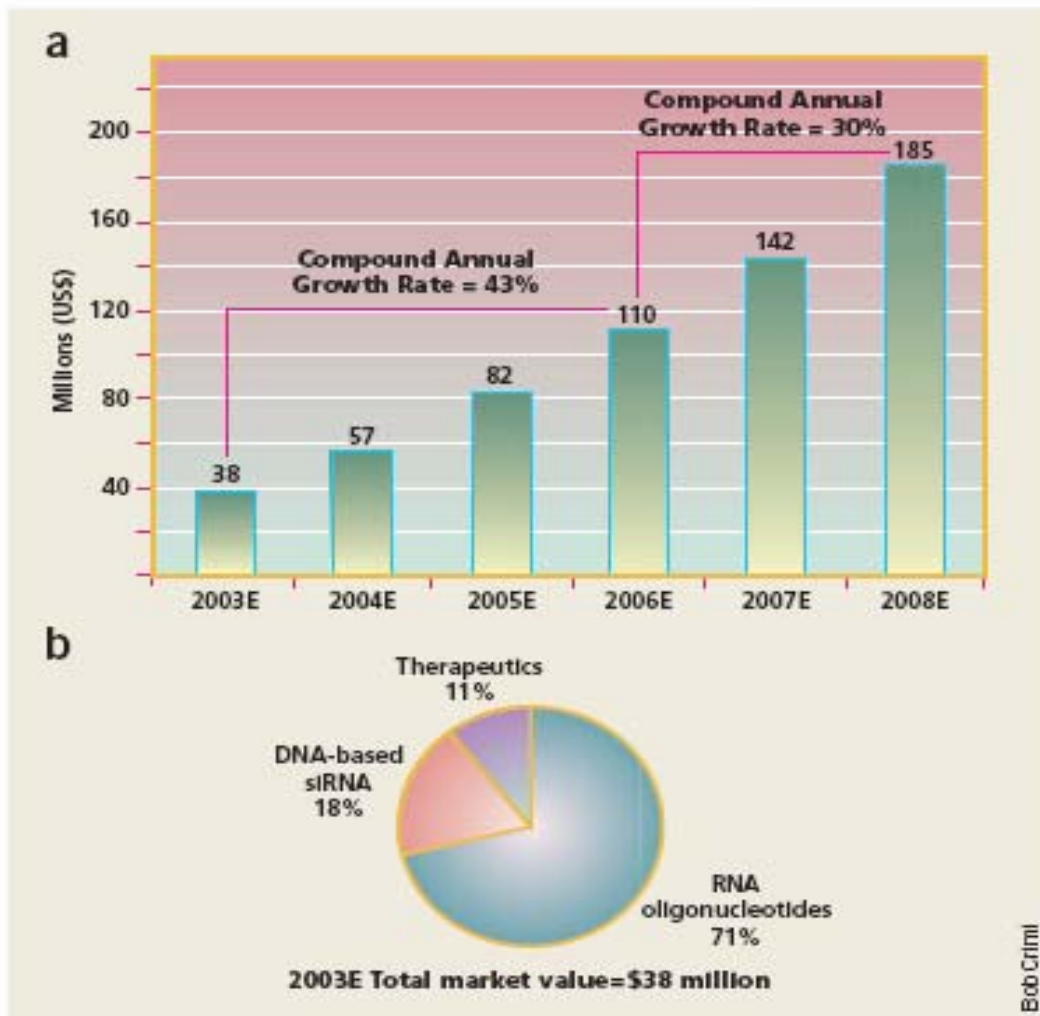 a
Compound Annual
Growth Rate = 30%
200
185
160
142
Compound Annual
Growth Rate = 43%
120
110
Millions (US$)
80
82
57
40
38
2003E 2004E 2005E 2006E 2007E 2008E
b
Therapeutics
11%
DNA-based
siRNA
18%
RNA
oligonucleotides
71%
2003E Total market value=$38 million
Bob Crimi